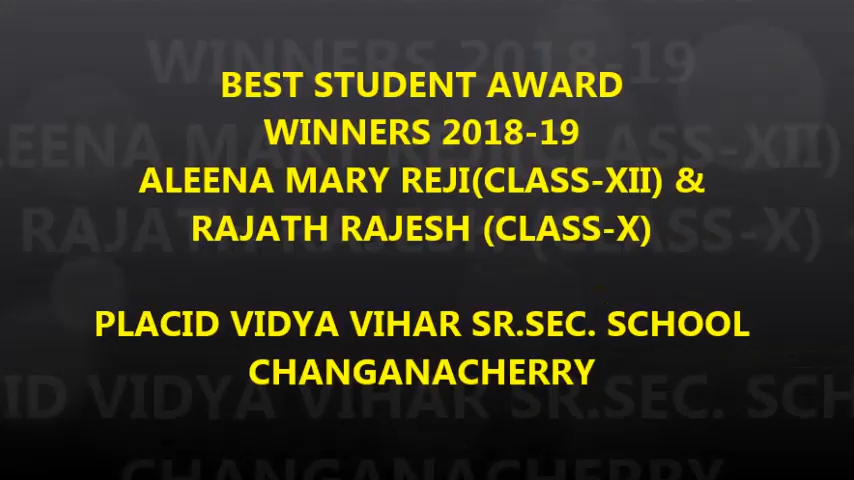 BEST STUDENT AWARD
WINNERS 2018-19
ALEENA MARY REJI(CLASS-XII) &
RAJATH RAJESH (CLASS-X)
PLACID VIDYA VIHAR SR.SEC. SCHOOL
CHANGANACHERRY